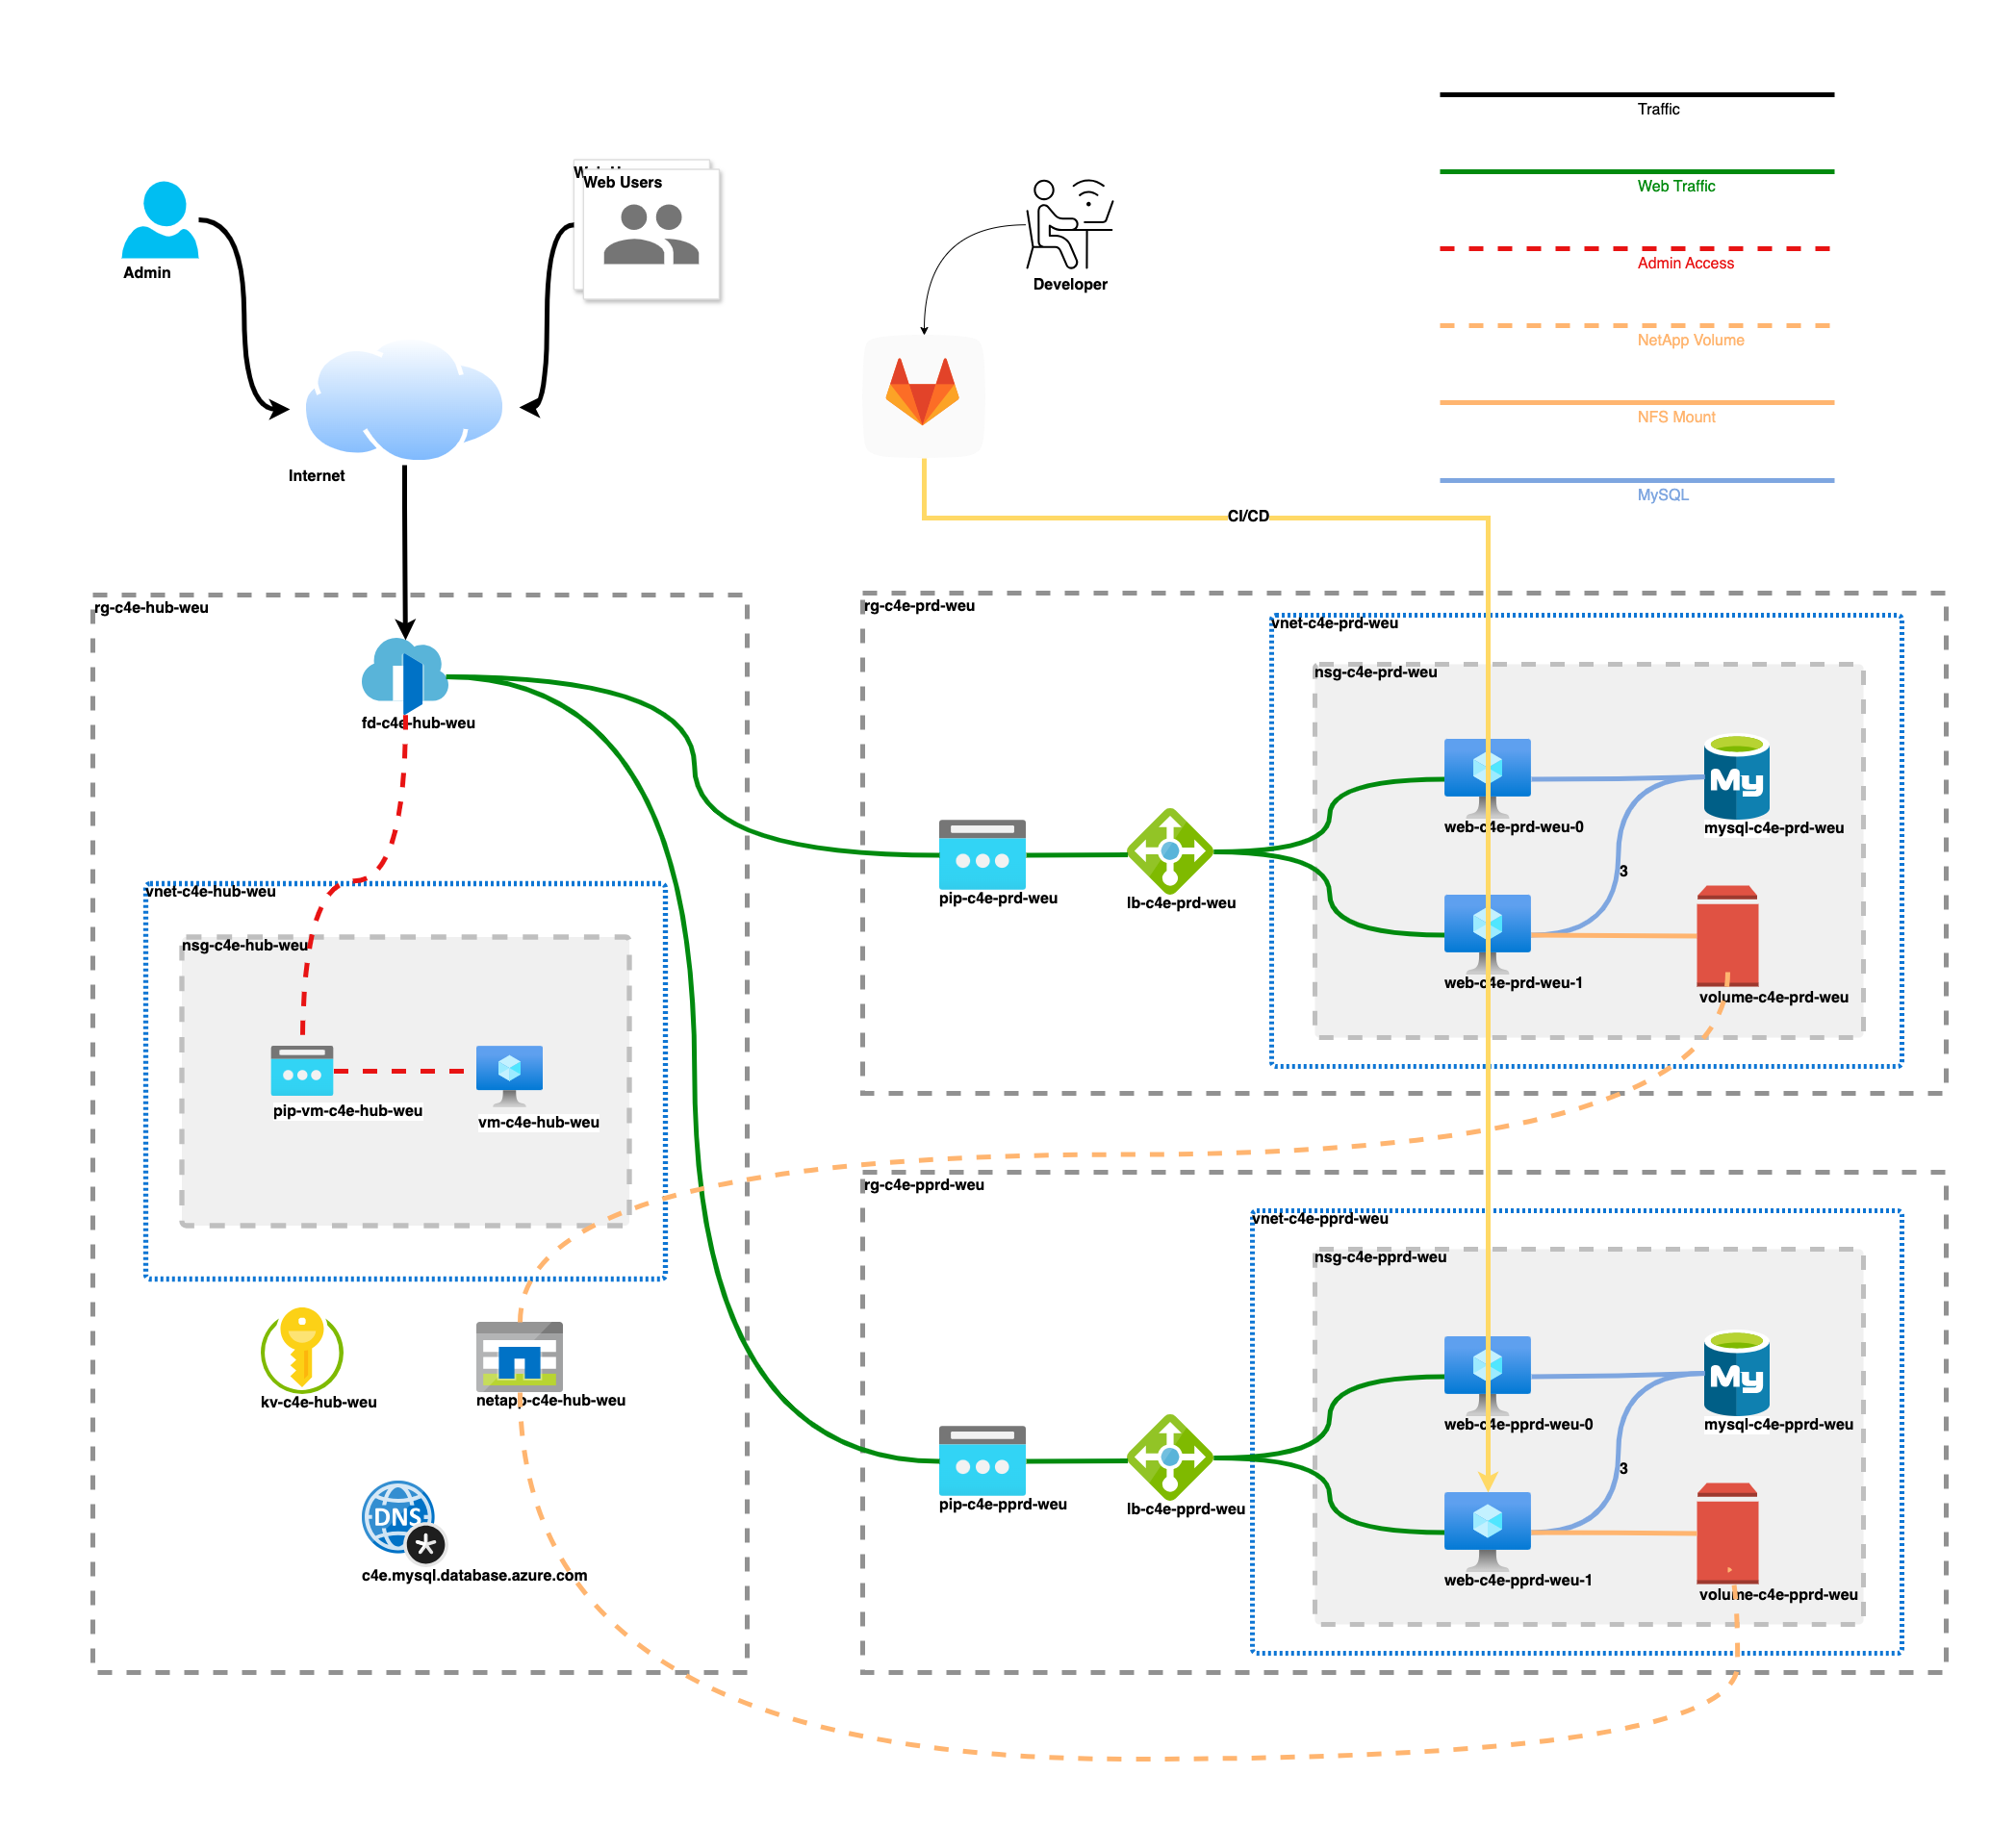 Traffic
Web Traffic
Admin Access
NetApp Volume
NFS Mount
MySQL
Admin
Web Users
Developer
Internet
CI/CD
rg-c4e-hub-weu
fd-c4e-hub-weu
vnet-c4e-hub-weu
nsg-c4e-hub-weu
pip-vm-c4e-hub-weu
vm-c4e-hub-weu
kv-c4e-hub-weu
netapp-c4e-hub-weu
DNS
*
c4e.mysql.database.azure.com
rg-c4e-prd-weu
vnet-c4e-prd-weu
nsg-c4e-prd-weu
web-c4e-prd-weu-0
My
mysql-c4e-prd-weu
3
pip-c4e-prd-weu
lb-c4e-prd-weu
web-c4e-prd-weu-1
volume-c4e-prd-weu
rg-c4e-pprd-weu
vnet-c4e-pprd-weu
nsg-c4e-pprd-weu
web-c4e-pprd-weu-0
My
mysql-c4e-pprd-weu
3
pip-c4e-pprd-weu
lb-c4e-pprd-weu
web-c4e-pprd-weu-1
volume-c4e-pprd-weu